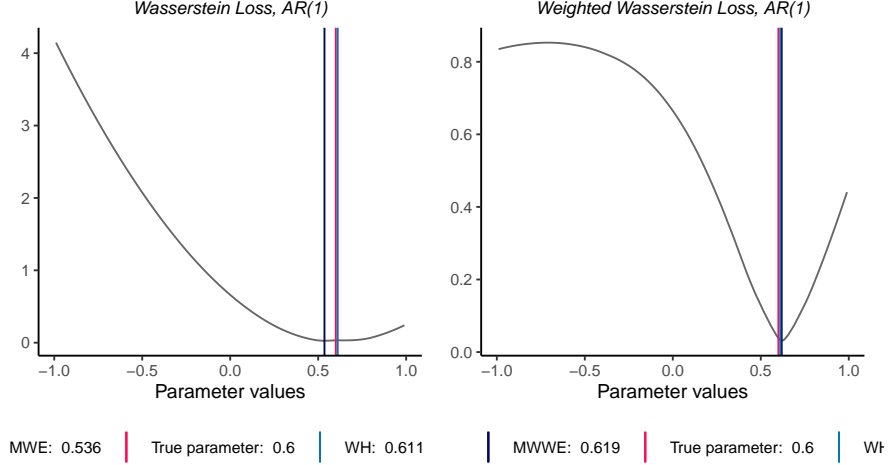 Wasserstein Loss, AR(1)
4
3
2
1
0
−1.0 −0.5 0.0 0.5 1.0
Parameter values
MWE: 0.536 True parameter: 0.6 WH: 0.611
Weighted Wasserstein Loss, AR(1)
0.8
0.6
0.4
0.2
0.0
−1.0 −0.5 0.0 0.5 1.0
Parameter values
MWWE: 0.619 True parameter: 0.6 WH